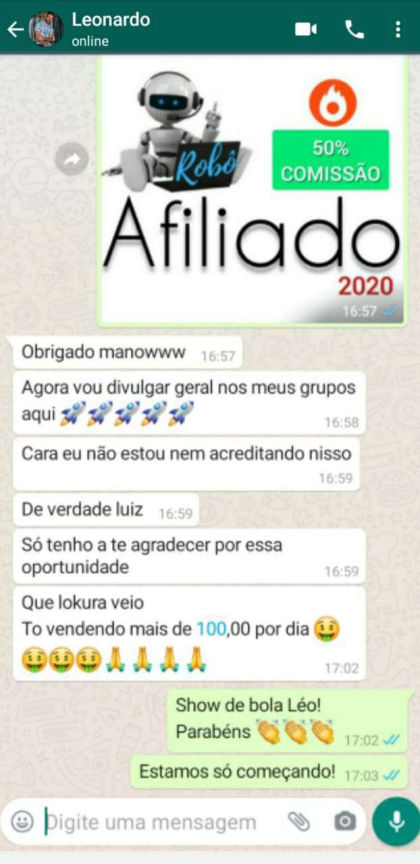 Leonardo
online
Robô
50%
COMISSÃO
Afiliado
2020
16:57
Obrigado manowww 16:57
Agora vou divulgar geral nos meus grupos
aqui 🚀🚀🚀🚀🚀 16:58
Cara eu não estou nem acreditando nisso
16:59
De verdade luiz 16:59
Só tenho a te agradecer por essa
oportunidade 16:59
Que lokura veio
To vendendo mais de 100,00 por dia 🤑
🤑🤑🤑🙏🙏🙏🙏 17:02
Show de bola Léo!
Parabéns 👏👏👏 17:02
Estamos só começando! 17:03
Digite uma mensagem